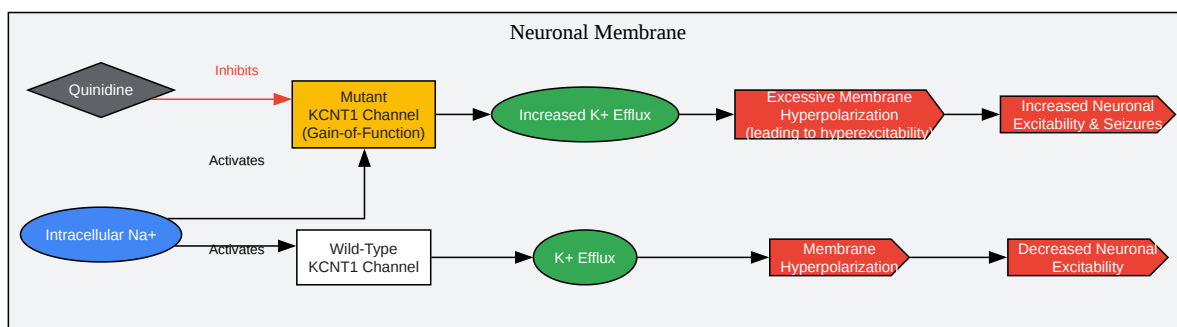 Neuronal Membrane
Quinidine
Inhibits
Mutant
KCNT1 Channel
(Gain-of-Function)
Increased K+ Efflux
Excessive Membrane
Hyperpolarization
(leading to hyperexcitability)
Increased Neuronal
Excitability & Seizures
Activates
Intracellular Na+
Activates
Wild-Type
KCNT1 Channel
K+ Efflux
Membrane
Hyperpolarization
Decreased Neuronal
Excitability